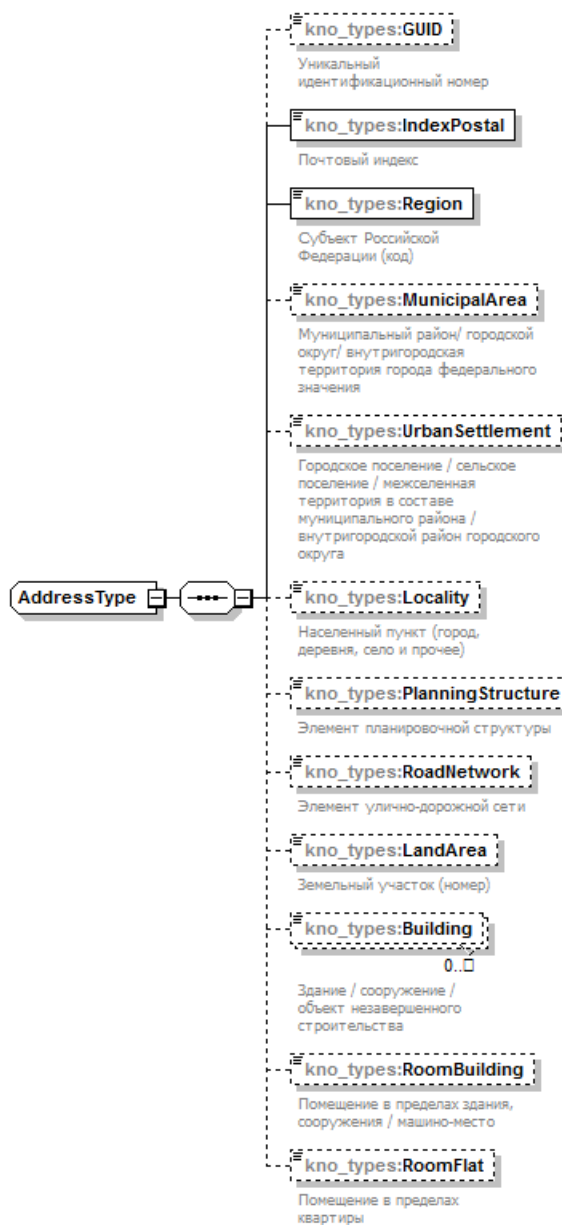 kno_types:GUID
Уникальный
идентификационный номер
kno_types:IndexPostal
Почтовый индекс
kno_types:Region
Субъект Российской
Федерации (код)
kno_types:MunicipalArea
Муниципальный район/ городской
округ/ внутригородская
территория города федерального
значения
kno_types:UrbanSettlement
Городское поселение / сельское
поселение / межселенная
территория в составе
муниципального района /
внутригородской район городского
округа
AddressType
kno_types:Locality
Населенный пункт (город,
деревня, село и прочее)
kno_types:PlanningStructure
Элемент планировочной структуры
kno_types:RoadNetwork
Элемент улично-дорожной сети
kno_types:LandArea
Земельный участок (номер)
kno_types:Building
0..□
Здание / сооружение /
объект незавершенного
строительства
kno_types:RoomBuilding
Помещение в пределах здания,
сооружения / машино-место
kno_types:RoomFlat
Помещение в пределах
квартиры